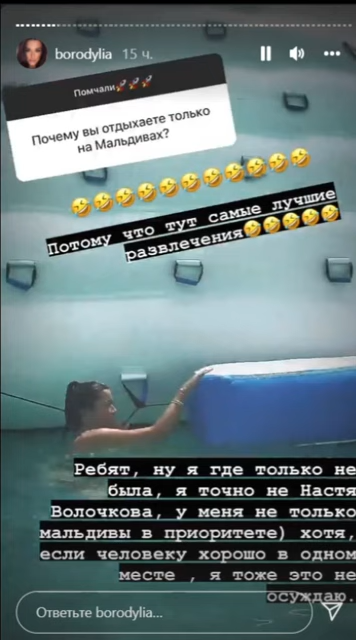 borodylia 15 ч.
Помчали🚀🚀🚀
Почему вы отдыхаете только
на Мальдивах?
🤣🤣🤣🤣🤣🤣🤣🤣🤣🤣🤣
Потому что тут самые лучшие
развлечения🤣🤣🤣🤣🤣
Ребят, ну я где только не
была, я точно не Настя
Волочкова, у меня не только
мальдивы в приоритете) хотя,
если человеку хорошо в одном
месте , я тоже это не
осуждаю.
Ответьте borodylia...